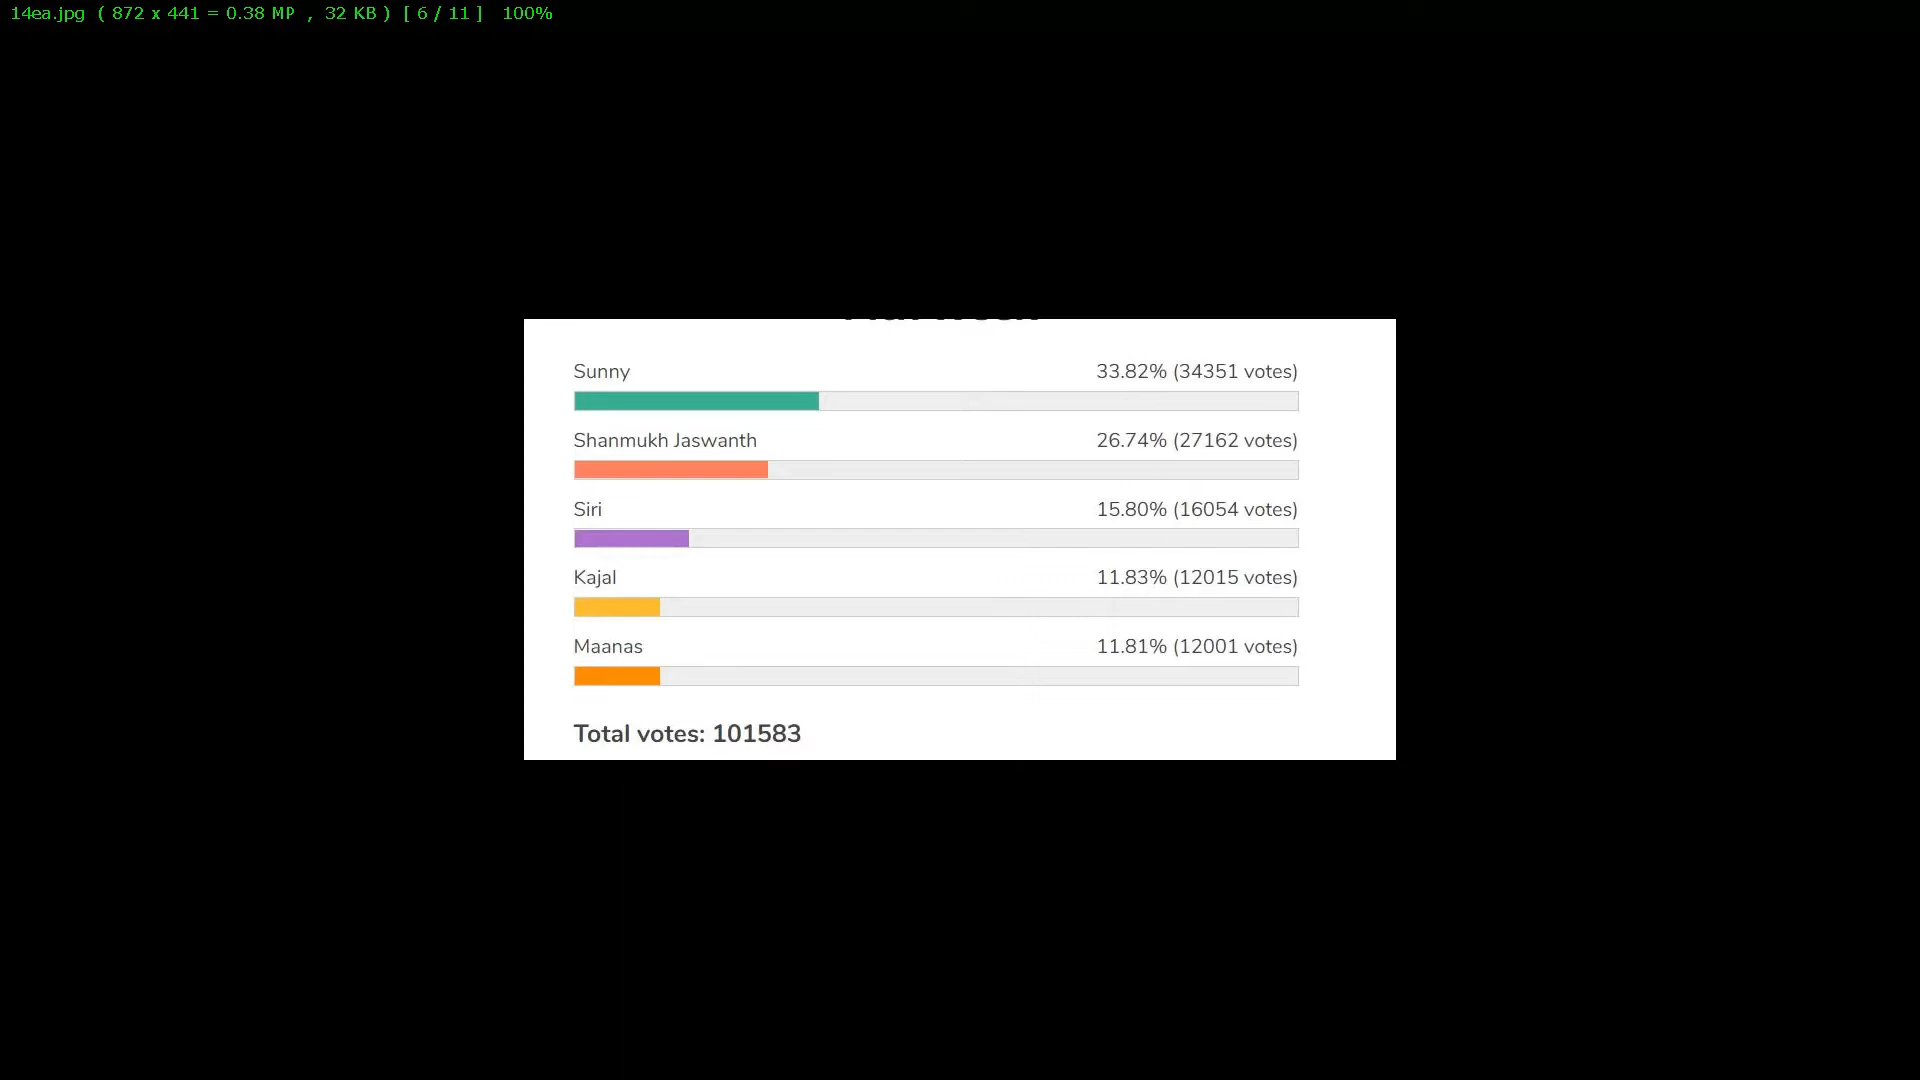 14ea.jpg ( 872 x 441 = 0.38 MP , 32 KB ) [ 6 / 11 ] 100%
Sunny 33.82% (34351 votes)
Shanmukh Jaswanth 26.74% (27162 votes)
Siri 15.80% (16054 votes)
Kajal 11.83% (12015 votes)
Maanas 11.81% (12001 votes)
Total votes: 101583